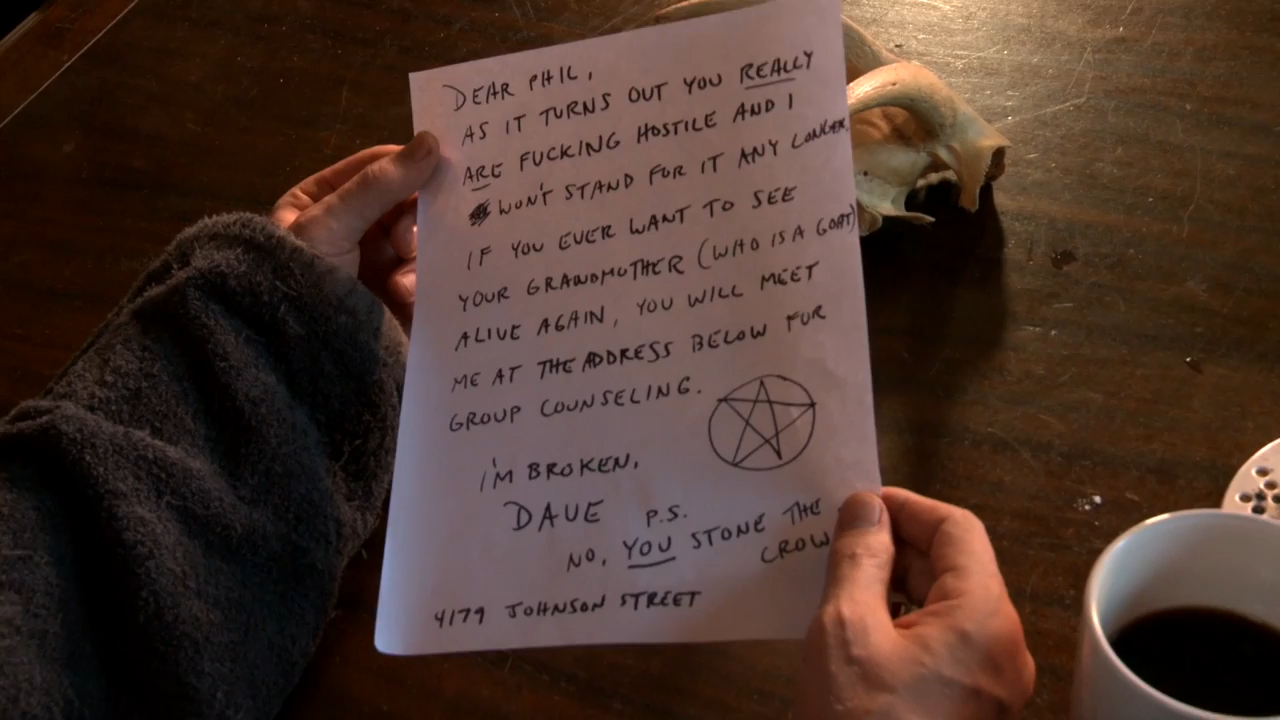 DEAR PHIL,
AS IT TURNS OUT YOU REALLY
ARE FUCKING HOSTILE AND I
WON'T STAND FOR IT ANY LONGER.
IF YOU EVER WANT TO SEE
YOUR GRANDMOTHER (WHO IS A GOAT)
ALIVE AGAIN, YOU WILL MEET
ME AT THE ADDRESS BELOW FOR
GROUP COUNSELING.
I'M BROKEN,
DAVE
P.S.
NO, YOU STONE THE
CROW
4179 JOHNSON STREET